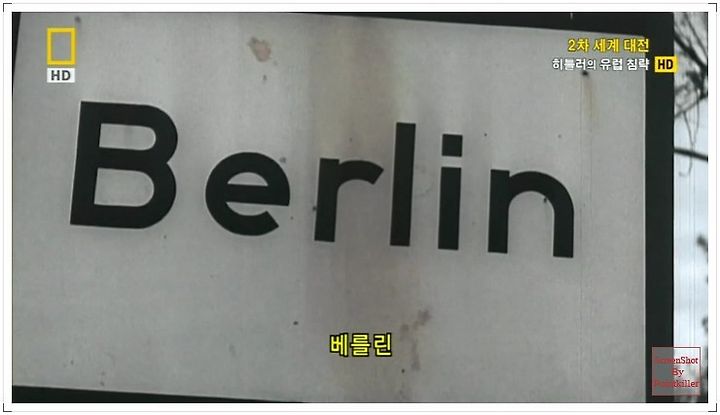 HD
2차 세계 대전
히틀러의 유럽 침략 HD
Berlin
베를린
ScreenShot
By
Pointkiller